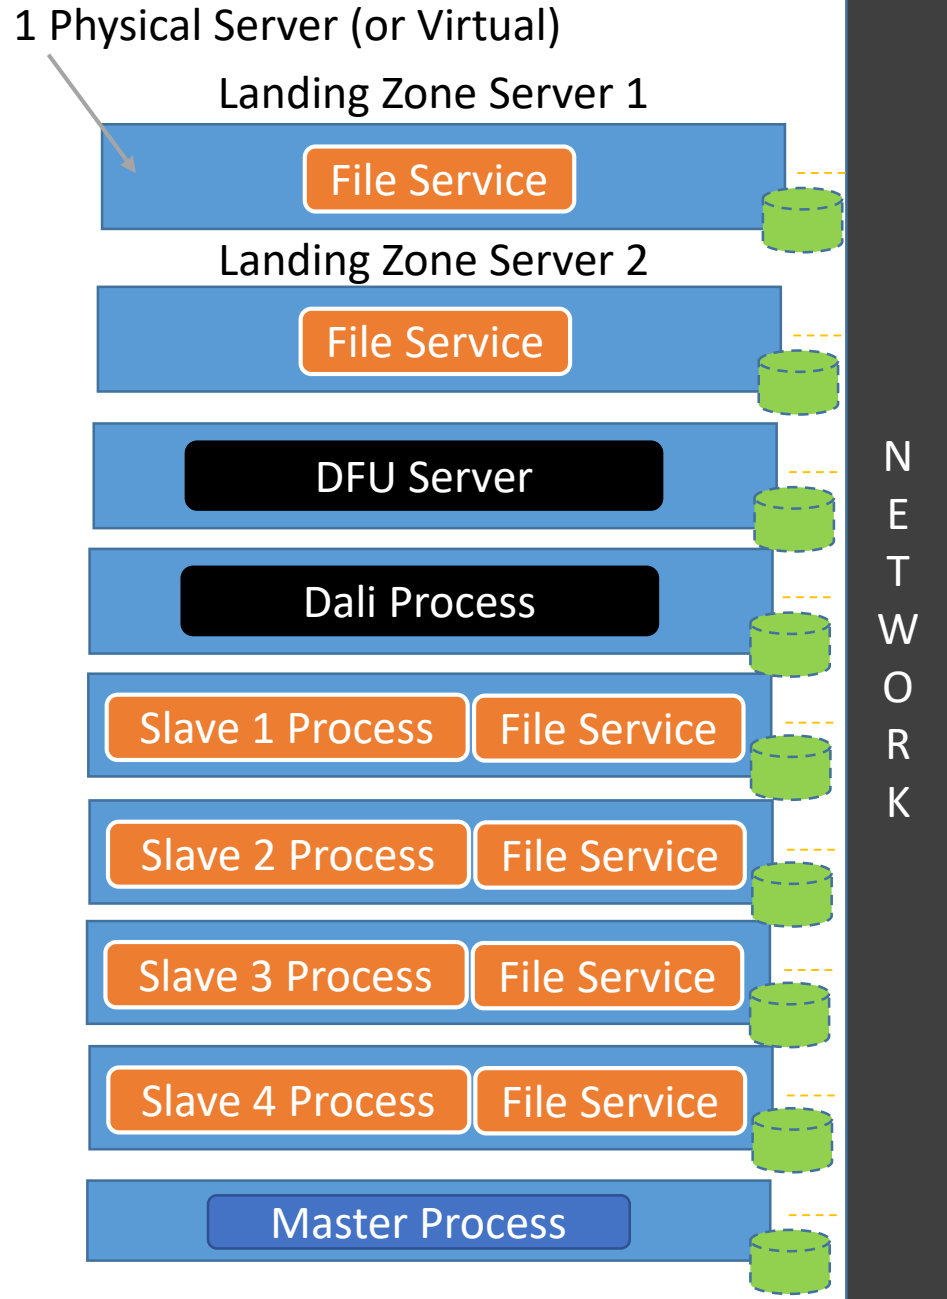 1 Physical Server (or Virtual)
Landing Zone Server 1
File Service
Landing Zone Server 2
File Service
DFU Server
Dali Process
Slave 1 Process File Service
Slave 2 Process File Service
Slave 3 Process File Service
Slave 4 Process File Service
Master Process
N
E
T
W
O
R
K